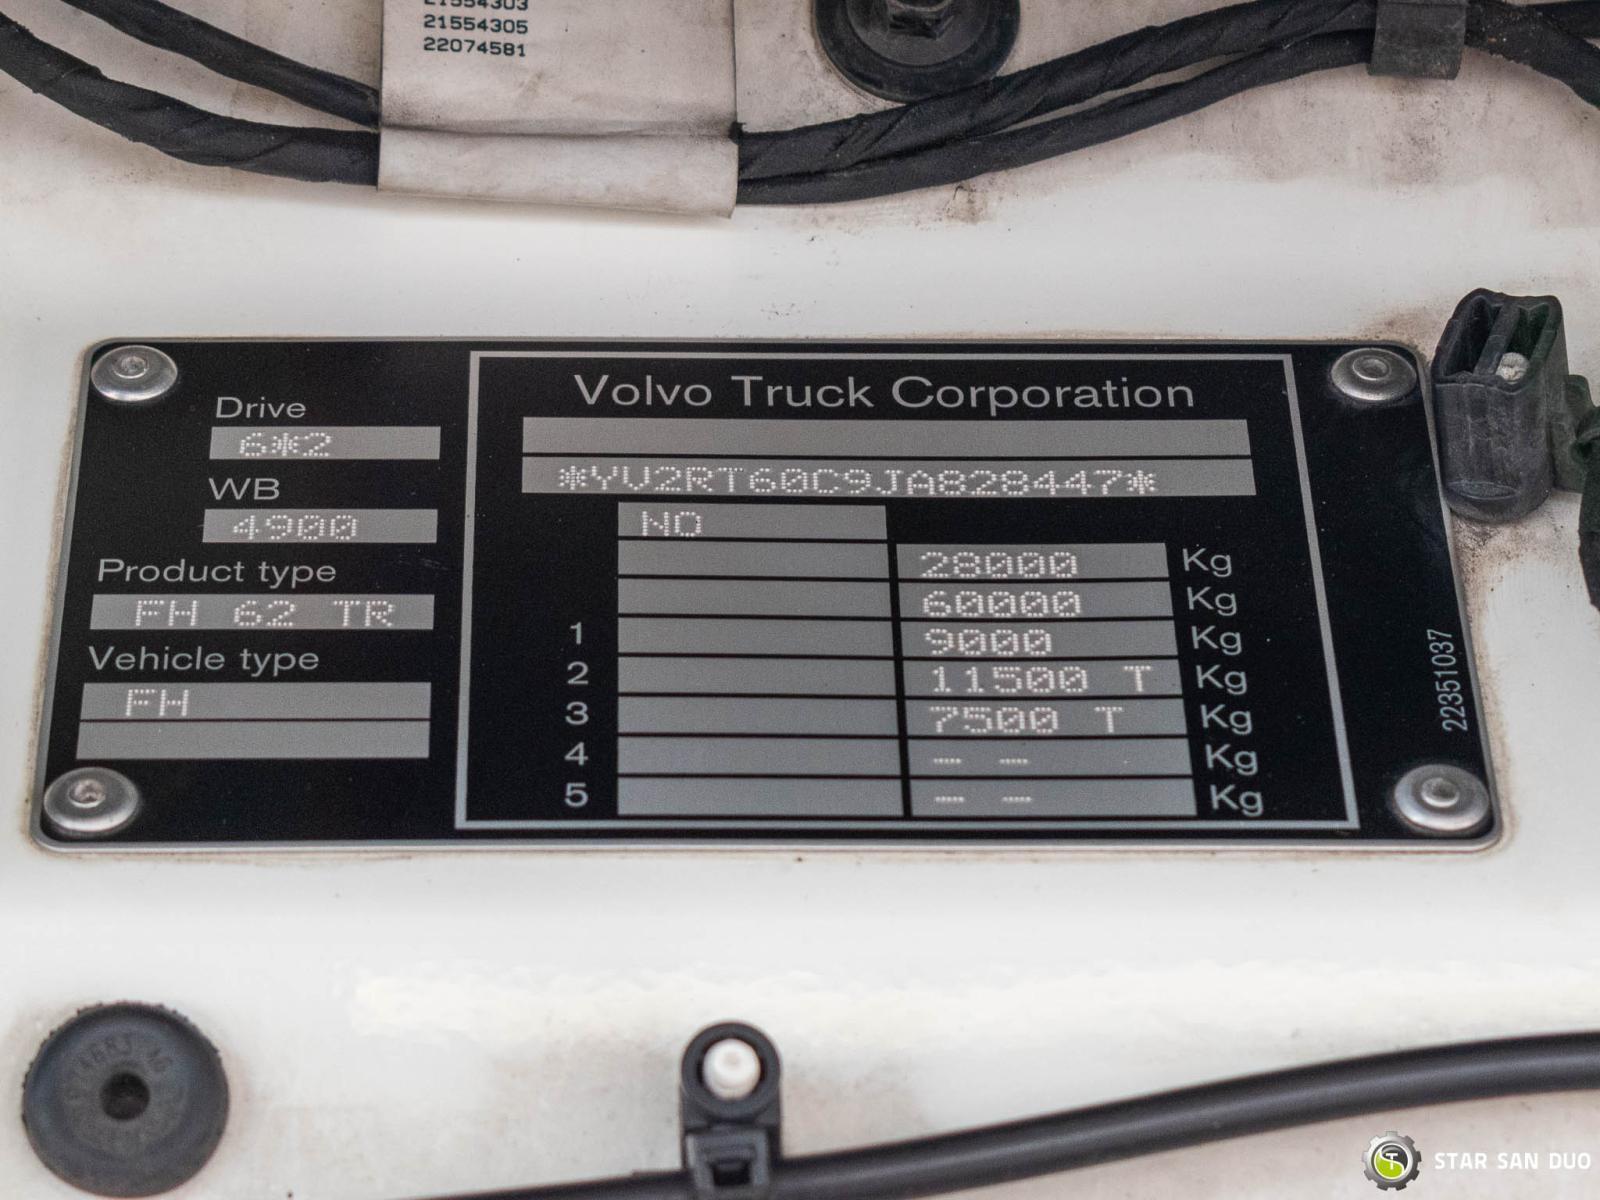 21554303
21554305
22074581
Volvo Truck Corporation
Drive
6*2
*YV2RT60C9JA828447*
WB
4900
NO
Product type
FH 62 TR
Vehicle type
FH
28000 Kg
60000 Kg
1 9000 Kg
2 11500 T Kg
3 7500 T Kg
4 -- -- Kg
5 -- -- Kg
22351037
STAR SAN DUO